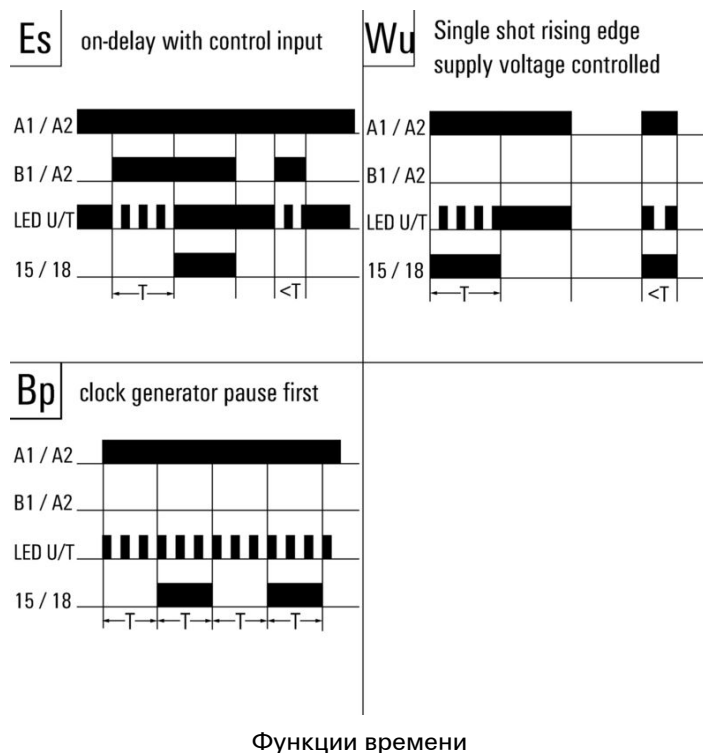 Es on-delay with control input
A1 / A2
B1 / A2
LED U/T
15 / 18
T
<T
Wu Single shot rising edge
supply voltage controlled
A1 / A2
B1 / A2
LED U/T
15 / 18
T
<T
Bp clock generator pause first
A1 / A2
B1 / A2
LED U/T
15 / 18
T T T T
Функции времени